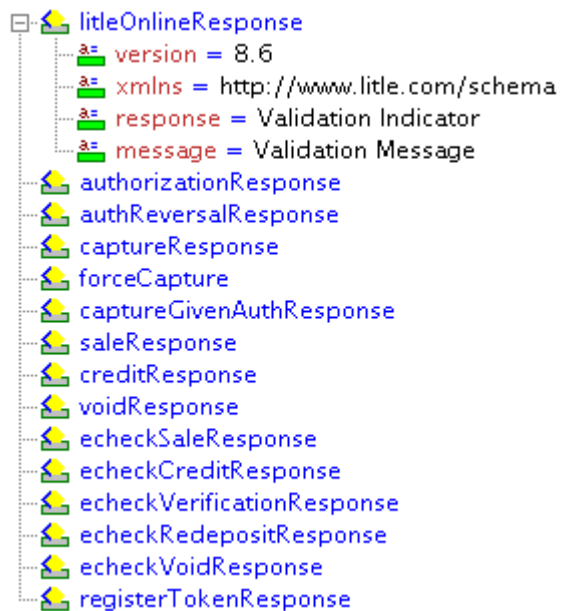 litleOnlineResponse
a= version = 8.6
a= xmlns = http://www.litle.com/schema
a= response = Validation Indicator
a= message = Validation Message
authorizationResponse
authReversalResponse
captureResponse
forceCapture
captureGivenAuthResponse
saleResponse
creditResponse
voidResponse
echeckSaleResponse
echeckCreditResponse
echeckVerificationResponse
echeckRedepositResponse
echeckVoidResponse
registerTokenResponse